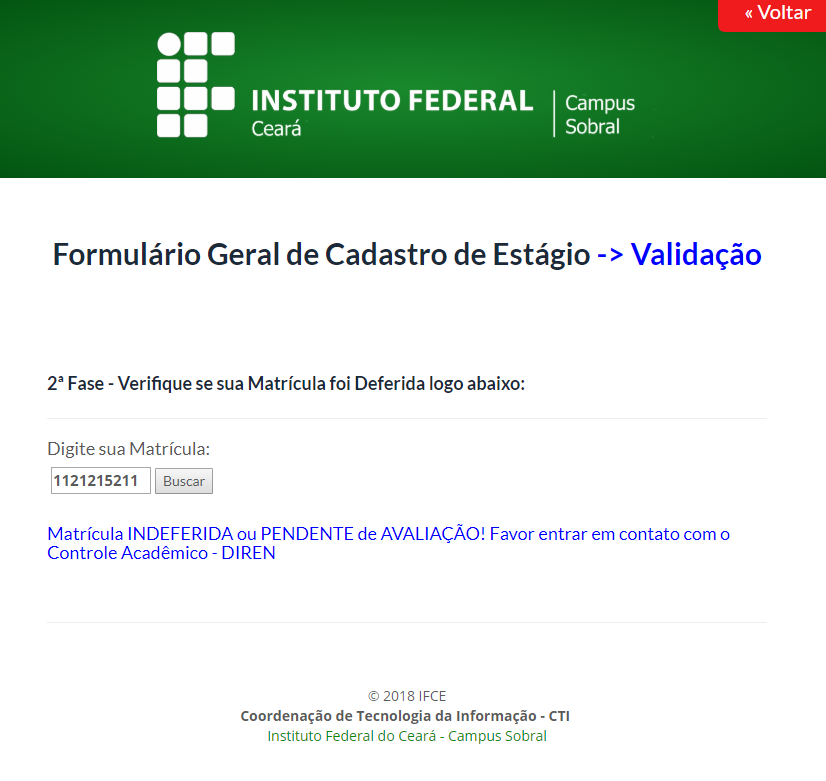 « Voltar
INSTITUTO FEDERAL
Ceará
Campus
Sobral
Formulário Geral de Cadastro de Estágio -> Validação
2ª Fase - Verifique se sua Matrícula foi Deferida logo abaixo:
Digite sua Matrícula:
1121215211 Buscar
Matrícula INDEFERIDA ou PENDENTE de AVALIAÇÃO! Favor entrar em contato com o
Controle Acadêmico - DIREN
© 2018 IFCE
Coordenação de Tecnologia da Informação - CTI
Instituto Federal do Ceará - Campus Sobral